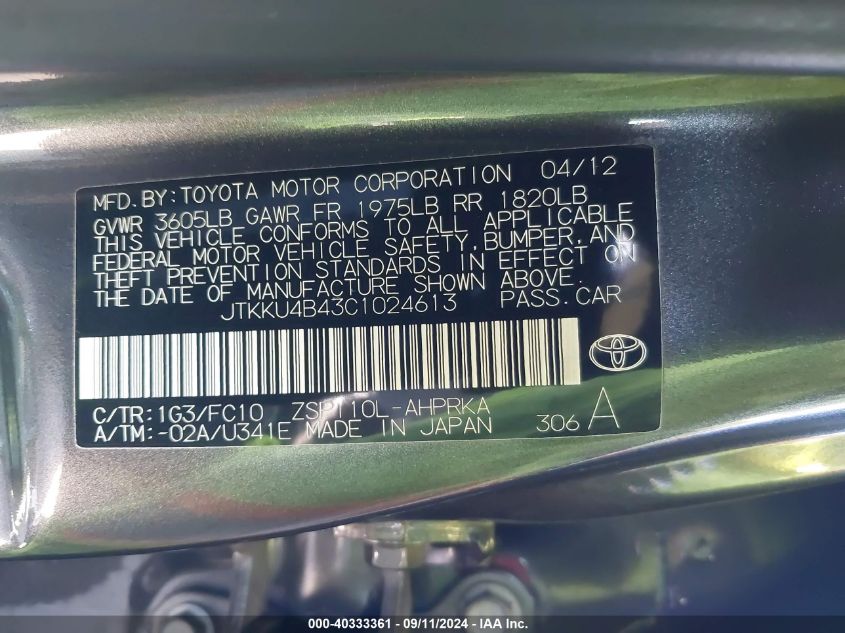 MFD. BY: TOYOTA MOTOR CORPORATION 04/12
GVWR 3605LB GAWR FR 1975LB RR 1820LB
THIS VEHICLE CONFORMS TO ALL APPLICABLE
FEDERAL MOTOR VEHICLE SAFETY, BUMPER, AND
THEFT PREVENTION STANDARDS IN EFFECT ON
THE DATE OF MANUFACTURE SHOWN ABOVE.
JTKKU4B43C1024613 PASS. CAR
C/TR: 1G3/FC10 ZSP110L-AHPRKA
A/TM: -02A/U341E MADE IN JAPAN 306 A
000-40333361 - 09/11/2024 - IAA Inc.